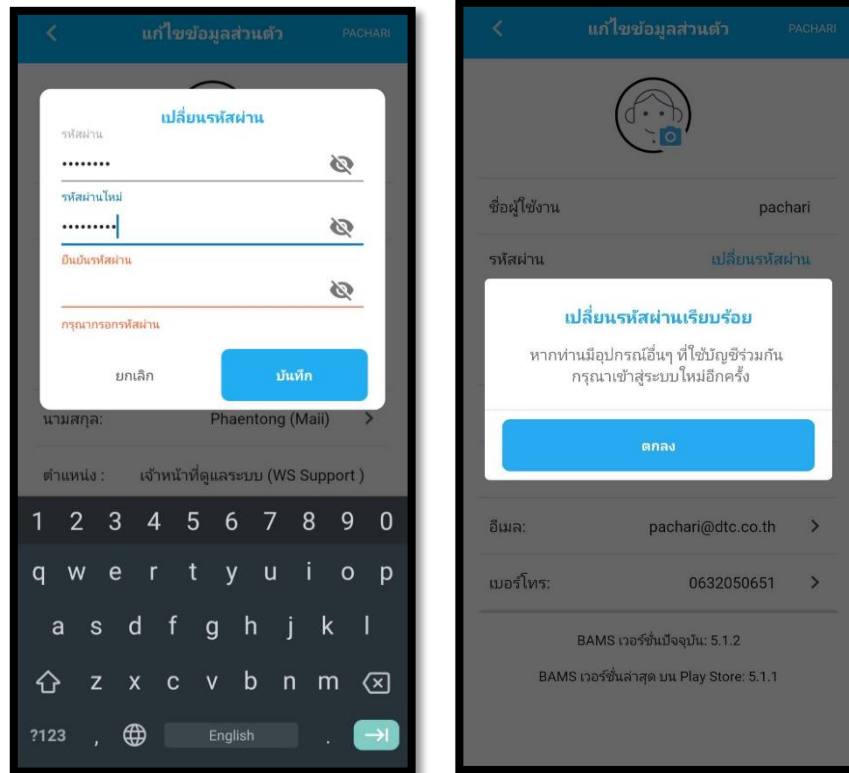 แก้ไขข้อมูลส่วนตัว
PACHARI
เปลี่ยนรหัสผ่าน
รหัสผ่าน
••••••••
รหัสผ่านใหม่
•••••••••
ยืนยันรหัสผ่าน
กรุณากรอกรหัสผ่าน
ยกเลิก
บันทึก
นามสกุล:
Phaentong (Maii)
ตำแหน่ง :
เจ้าหน้าที่ดูแลระบบ (WS Support )
1 2 3 4 5 6 7 8 9 0
q w e r t y u i o p
a s d f g h j k l
z x c v b n m
?123 , English .
แก้ไขข้อมูลส่วนตัว
PACHARI
ชื่อผู้ใช้งาน
pachari
รหัสผ่าน
เปลี่ยนรหัสผ่าน
เปลี่ยนรหัสผ่านเรียบร้อย
หากท่านมีอุปกรณ์อื่นๆ ที่ใช้บัญชีร่วมกัน
กรุณาเข้าสู่ระบบใหม่อีกครั้ง
ตกลง
อีเมล:
pachari@dtc.co.th
เบอร์โทร:
0632050651
BAMS เวอร์ชั่นปัจจุบัน: 5.1.2
BAMS เวอร์ชั่นล่าสุด บน Play Store: 5.1.1